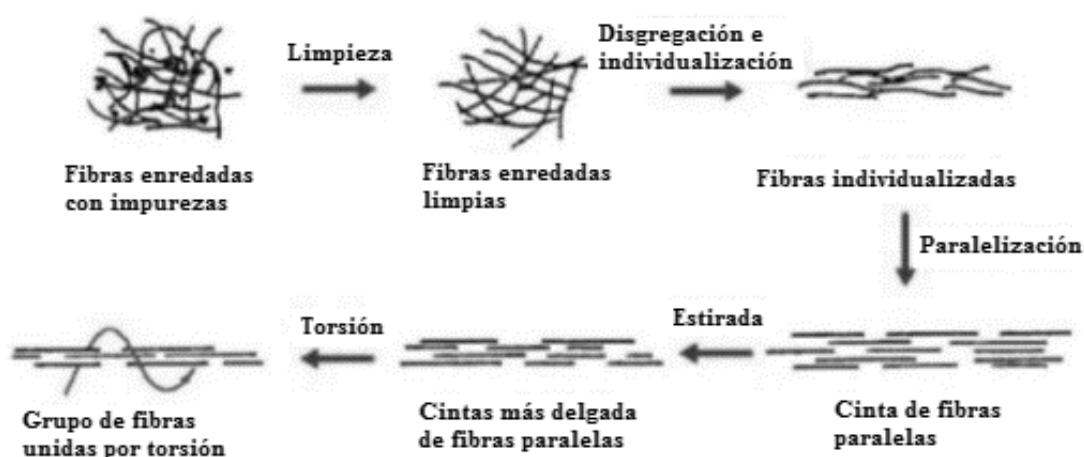 Limpieza
Disgregación e
individualización
Fibras enredadas
con impurezas
Fibras enredadas
limpias
Fibras individualizadas
Paralelización
Estirada
Torsión
Cinta de fibras
paralelas
Cintas más delgada
de fibras paralelas
Grupo de fibras
unidas por torsión